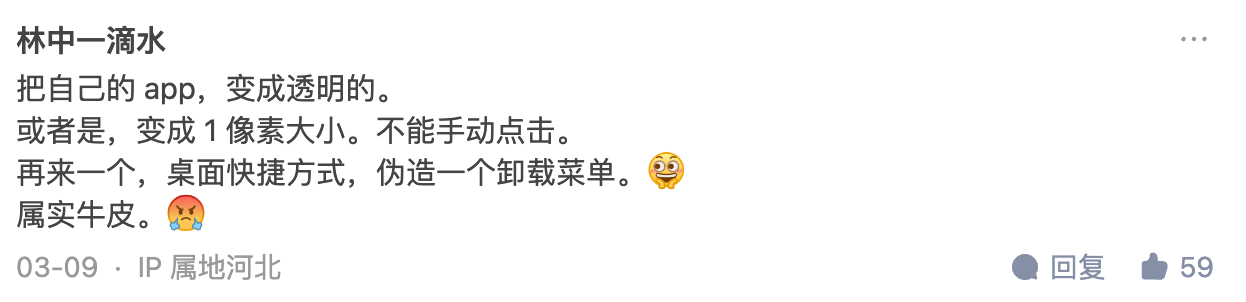 林中一滴水
把自己的 app，变成透明的。
或者是，变成 1 像素大小。不能手动点击。
再来一个，桌面快捷方式，伪造一个卸载菜单。
属实牛皮。
03-09 · IP 属地河北 回复 59